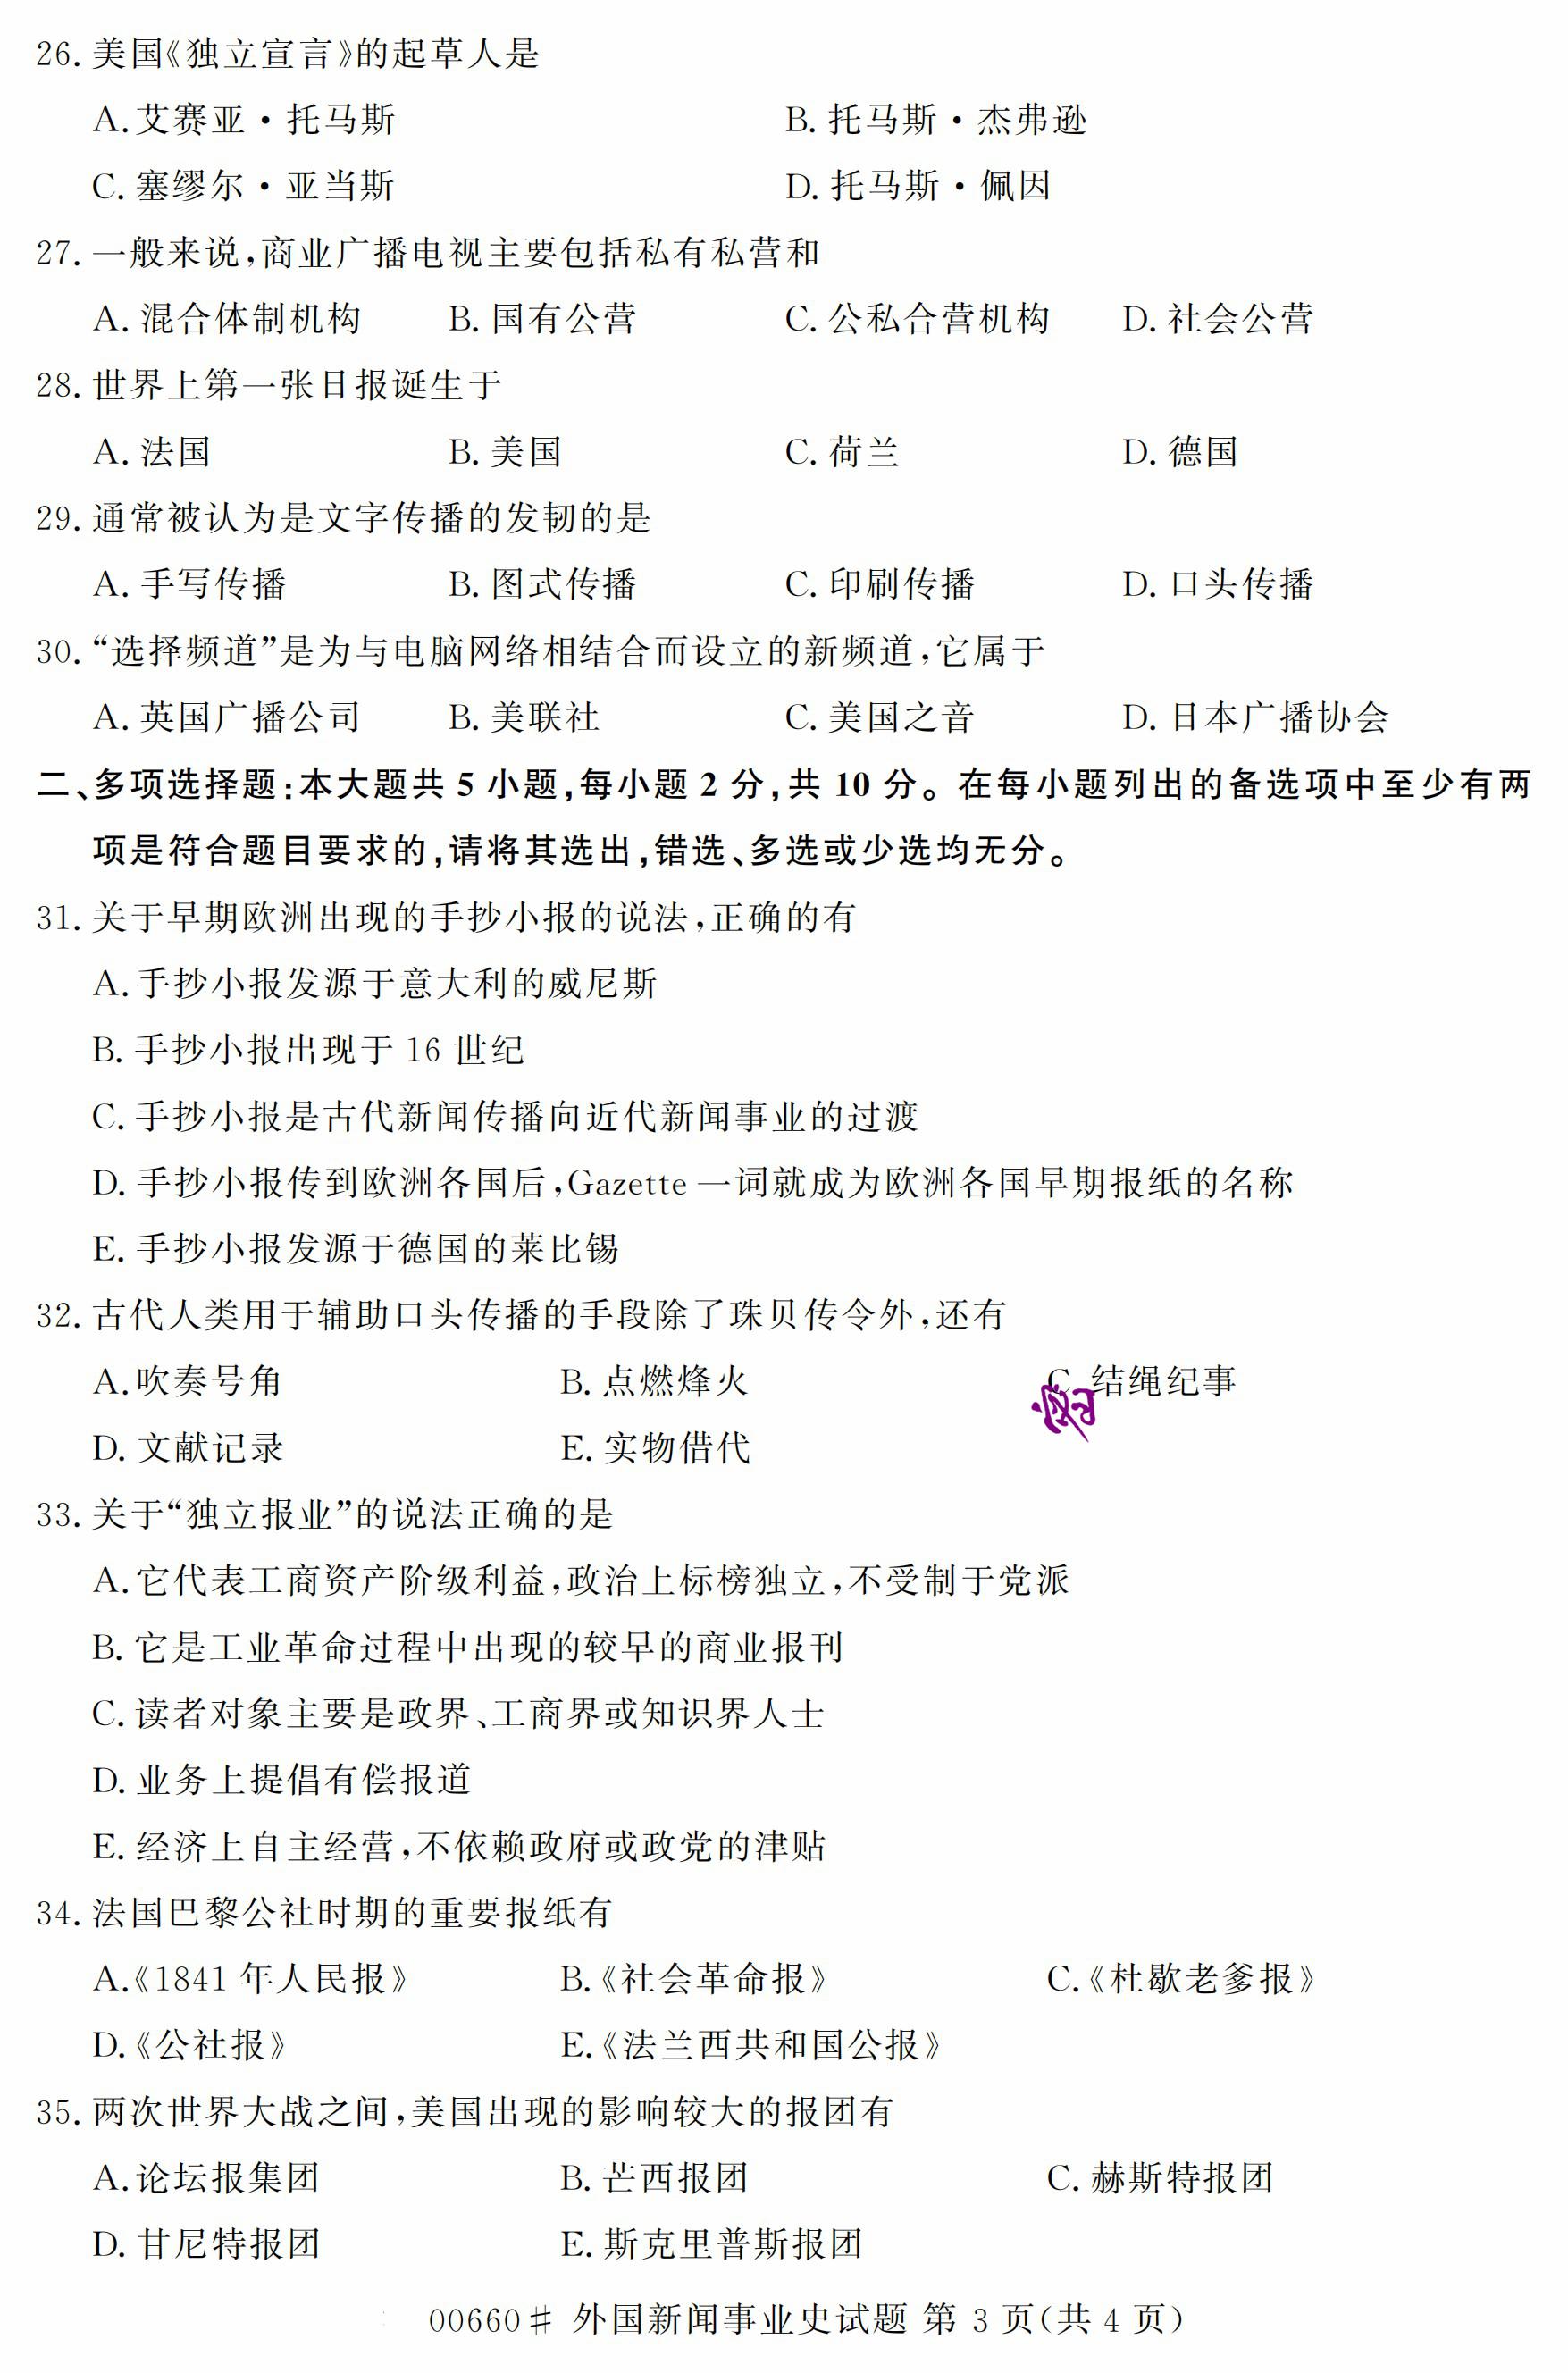 26. 美国《独立宣言》的起草人是
A. 艾赛亚·托马斯 B. 托马斯·杰弗逊
C. 塞缪尔·亚当斯 D. 托马斯·佩因
27. 一般来说,商业广播电视主要包括私有私营和
A. 混合体制机构 B. 国有公营 C. 公私合营机构 D. 社会公营
28. 世界上第一张日报诞生于
A. 法国 B. 美国 C. 荷兰 D. 德国
29. 通常被认为是文字传播的发轫的是
A. 手写传播 B. 图式传播 C. 印刷传播 D. 口头传播
30. “选择频道”是为与电脑网络相结合而设立的新频道,它属于
A. 英国广播公司 B. 美联社 C. 美国之音 D. 日本广播协会
二、多项选择题:本大题共 5 小题,每小题 2 分,共 10 分。在每小题列出的备选项中至少有两
项是符合题目要求的,请将其选出,错选、多选或少选均无分。
31. 关于早期欧洲出现的手抄小报的说法,正确的有
A. 手抄小报发源于意大利的威尼斯
B. 手抄小报出现于 16 世纪
C. 手抄小报是古代新闻传播向近代新闻事业的过渡
D. 手抄小报传到欧洲各国后,Gazette 一词就成为欧洲各国早期报纸的名称
E. 手抄小报发源于德国的莱比锡
32. 古代人类用于辅助口头传播的手段除了珠贝传令外,还有
A. 吹奏号角 B. 点燃烽火 C. 结绳纪事
D. 文献记录 E. 实物借代
33. 关于“独立报业”的说法正确的是
A. 它代表工商资产阶级利益,政治上标榜独立,不受制于党派
B. 它是工业革命过程中出现的较早的商业报刊
C. 读者对象主要是政界、工商界或知识界人士
D. 业务上提倡有偿报道
E. 经济上自主经营,不依赖政府或政党的津贴
34. 法国巴黎公社时期的重要报纸有
A.《1841 年人民报》 B.《社会革命报》 C.《杜歇老爹报》
D.《公社报》 E.《法兰西共和国公报》
35. 两次世界大战之间,美国出现的影响较大的报团有
A. 论坛报集团 B. 芒西报团 C. 赫斯特报团
D. 甘尼特报团 E. 斯克里普斯报团
00660# 外国新闻事业史试题 第 3 页(共 4 页)